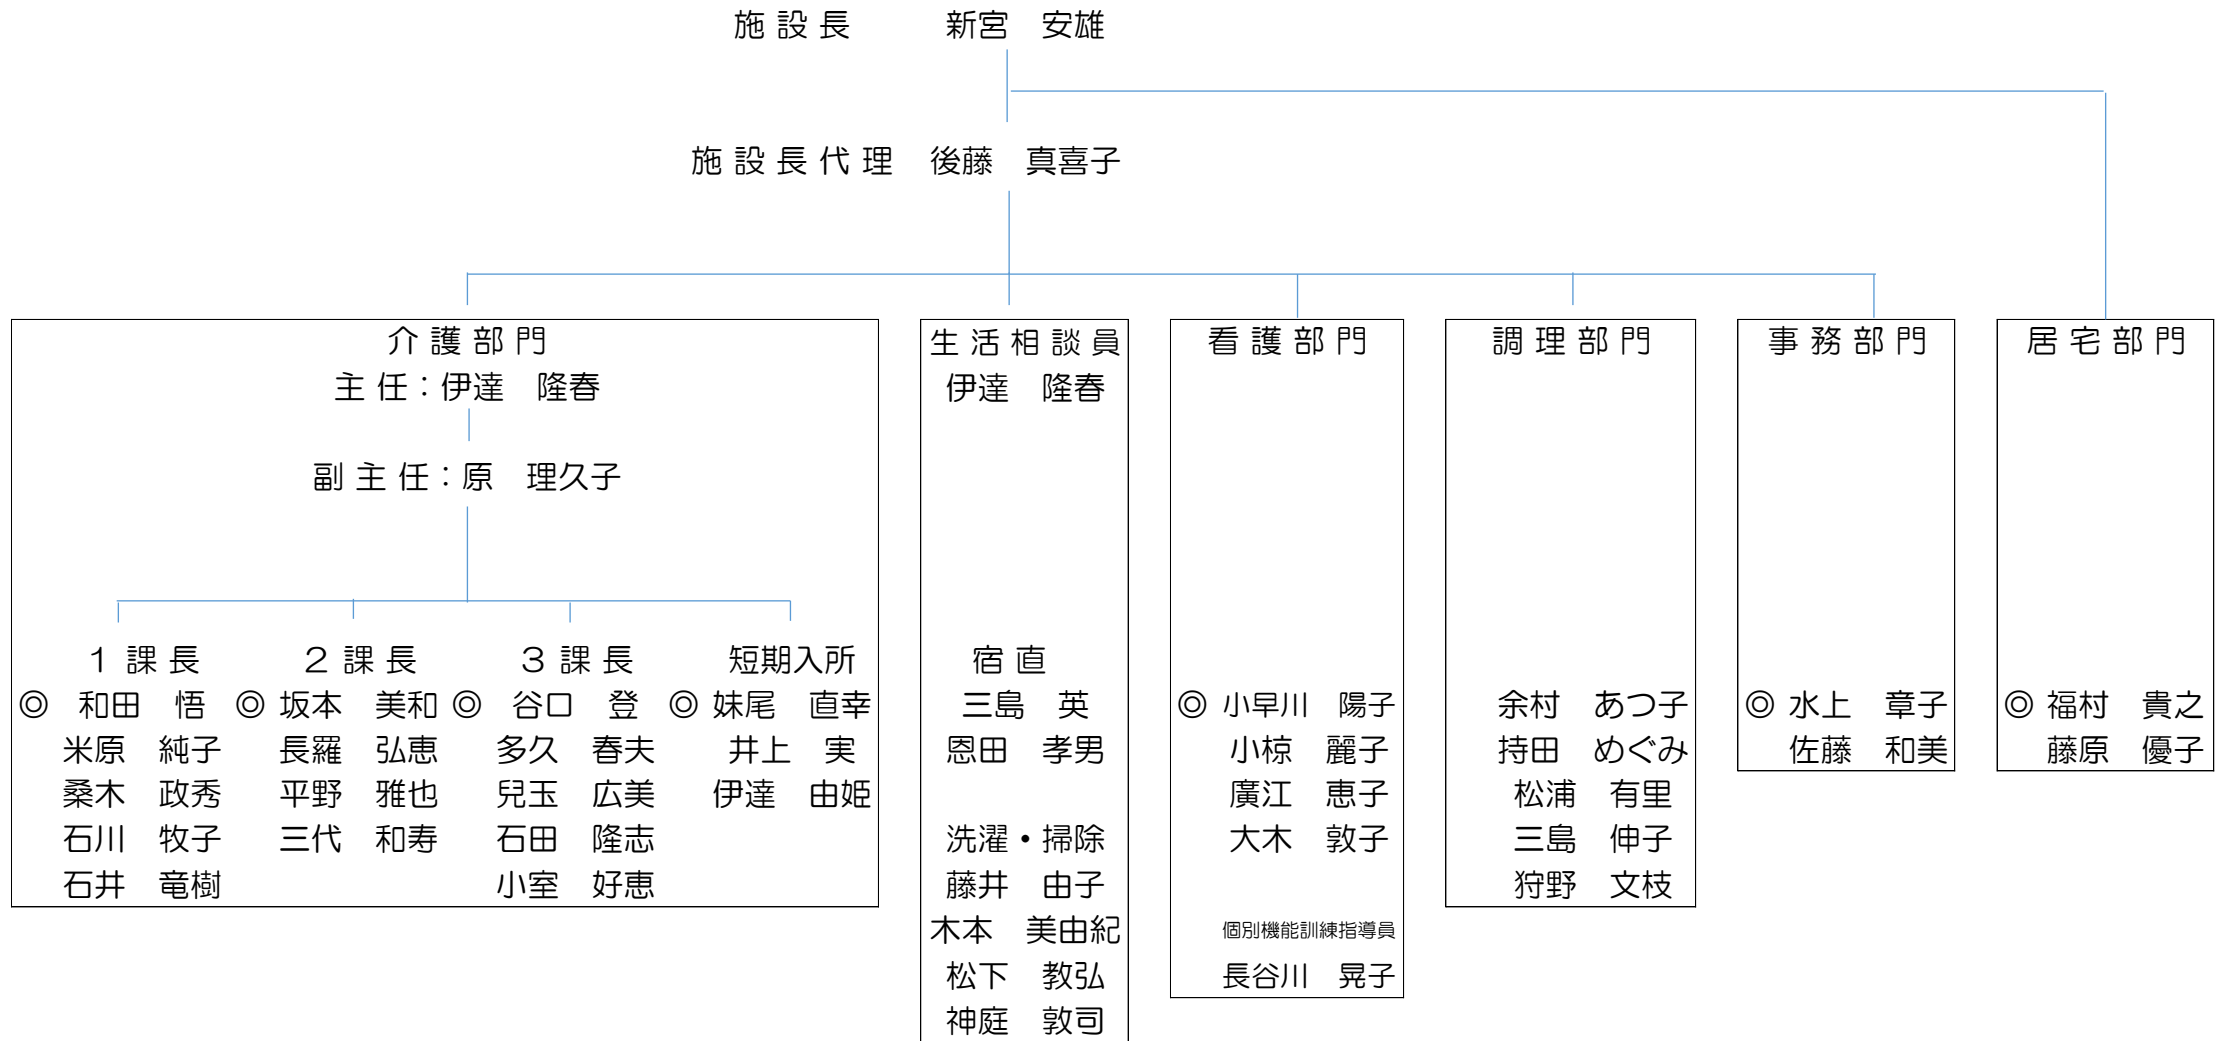 施設長　新宮　安雄
施設長代理　後藤　真喜子
介護部門
主任：伊達　隆春
副主任：原　理久子
１課長
◎　和田　悟
米原　純子
桑木　政秀
石川　牧子
石井　竜樹
２課長
◎　坂本　美和
長羅　弘恵
平野　雅也
三代　和寿
３課長
◎　谷口　登
多久　春夫
兒玉　広美
石田　隆志
小室　好恵
短期入所
◎　妹尾　直幸
井上　実
伊達　由姫
生活相談員
伊達　隆春
宿直
三島　英
恩田　孝男
洗濯・掃除
藤井　由子
木本　美由紀
松下　教弘
神庭　敦司
看護部門
◎　小早川　陽子
小椋　麗子
廣江　恵子
大木　敦子
個別機能訓練指導員
長谷川　晃子
調理部門
余村　あつ子
持田　めぐみ
松浦　有里
三島　伸子
狩野　文枝
事務部門
◎　水上　章子
佐藤　和美
居宅部門
◎　福村　貴之
藤原　優子